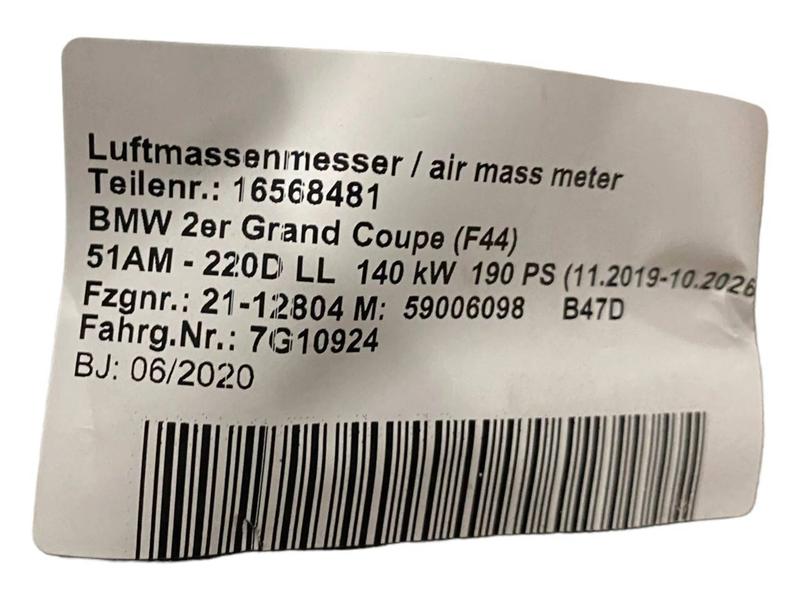 Luftmassenmesser / air mass meter
Teilenr.: 16568481
BMW 2er Grand Coupe (F44)
51AM - 220D LL 140 kW 190 PS (11.2019-10.2026
Fzgnr.: 21-12804 M: 59006098 B47D
Fahrg.Nr.: 7G10924
BJ: 06/2020